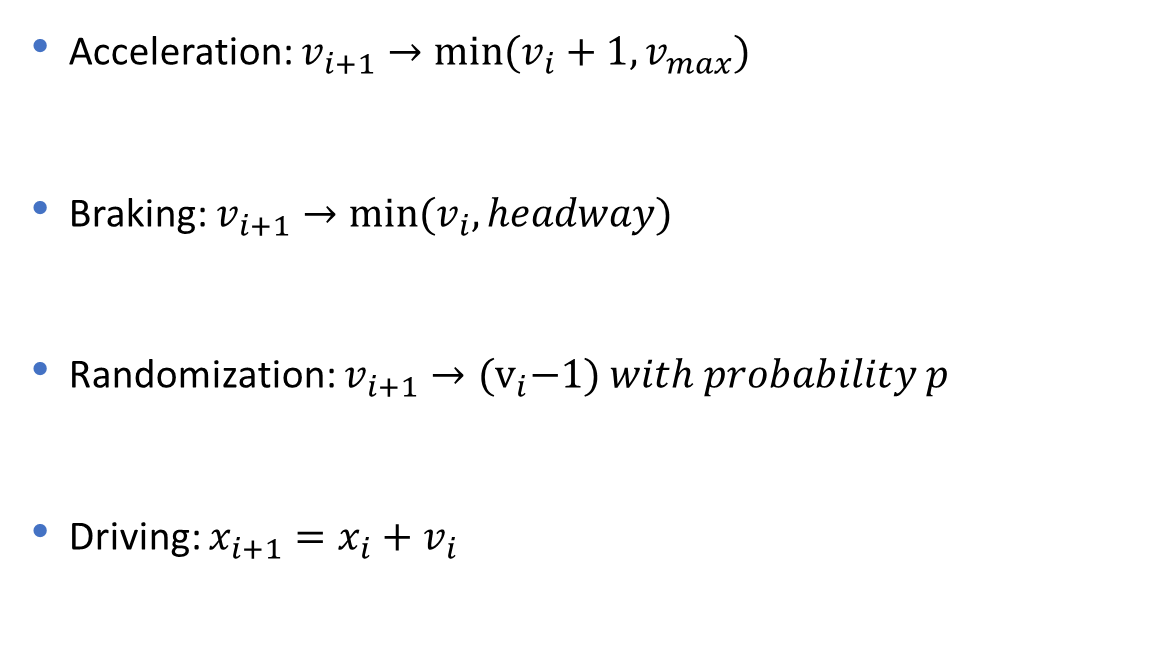 • Acceleration: v_{i+1} → min(v_i + 1, v_{max})
• Braking: v_{i+1} → min(v_i, headway)
• Randomization: v_{i+1} → (v_i−1) with probability p
• Driving: x_{i+1} = x_i + v_i